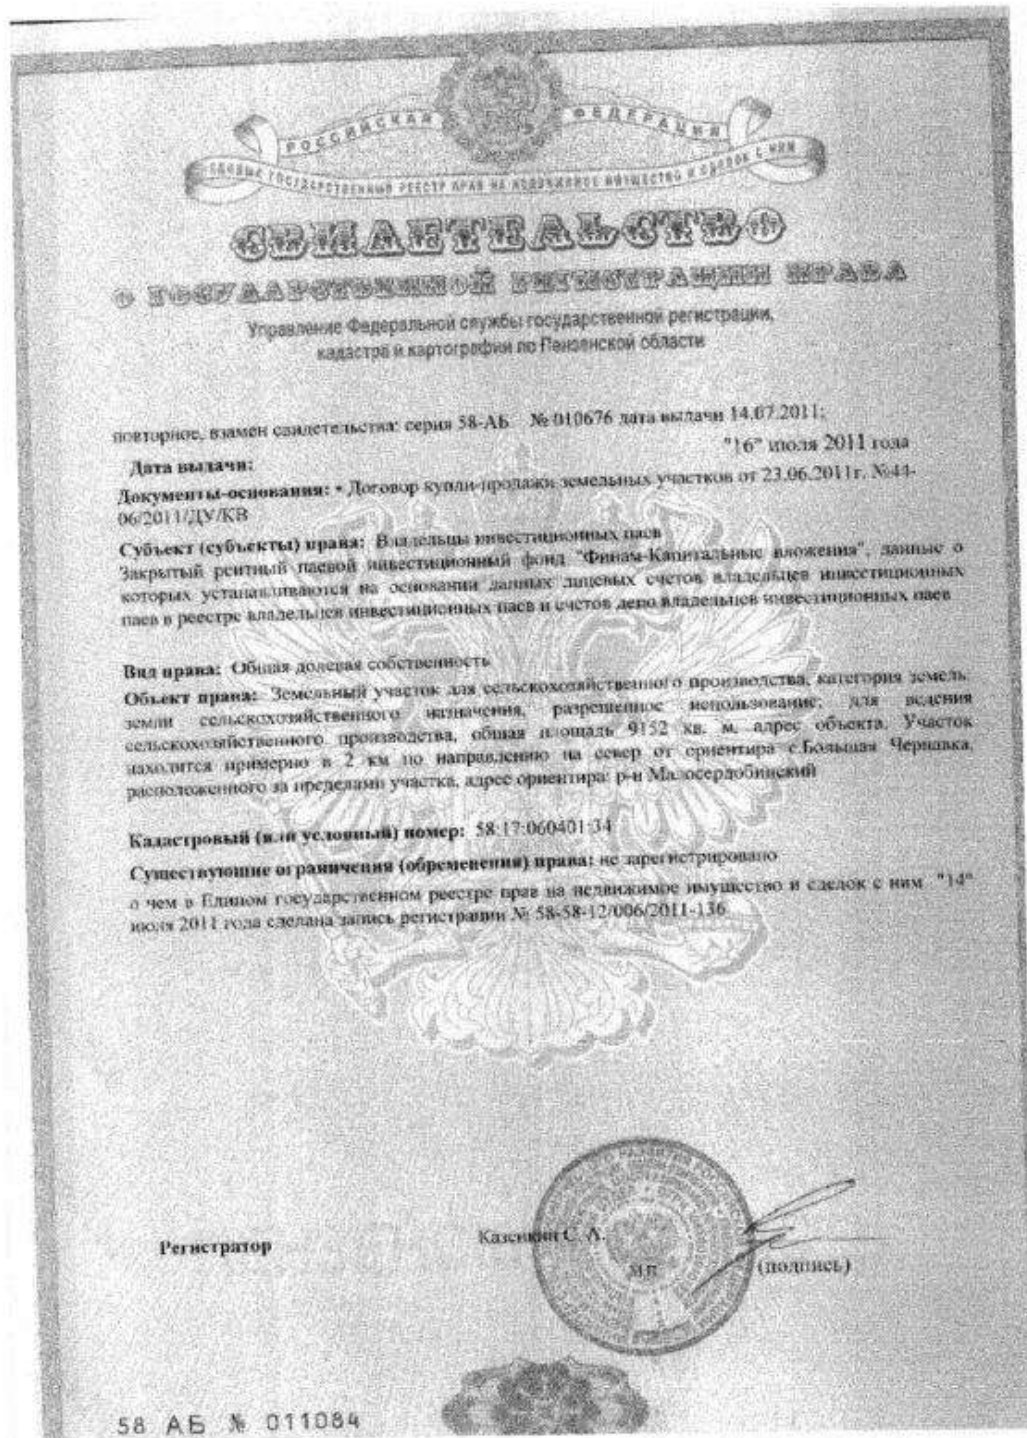 РОССИЙСКАЯ ФЕДЕРАЦИЯ
ЕДИНЫЙ ГОСУДАРСТВЕННЫЙ РЕЕСТР ПРАВ НА НЕДВИЖИМОЕ ИМУЩЕСТВО И СДЕЛОК С НИМ
СВИДЕТЕЛЬСТВО
О ГОСУДАРСТВЕННОЙ РЕГИСТРАЦИИ ПРАВА
Управление Федеральной службы государственной регистрации,
кадастра и картографии по Пензенской области
повторное, взамен свидетельства: серия 58-АБ № 010676 дата выдачи 14.07.2011;
Дата выдачи: "16" июля 2011 года
Документы-основания: • Договор купли-продажи земельных участков от 23.06.2011г. №44-
06/2011/ДУ/КВ
Субъект (субъекты) права: Владельцы инвестиционных паев
Закрытый рентный паевой инвестиционный фонд "Финам-Капитальные вложения", данные о
которых устанавливаются на основании данных лицевых счетов владельцев инвестиционных
паев в реестре владельцев инвестиционных паев и счетов депо владельцев инвестиционных паев
Вид права: Общая долевая собственность
Объект права: Земельный участок для сельскохозяйственного производства, категория земель:
земли сельскохозяйственного назначения, разрешенное использование: для ведения
сельскохозяйственного производства, общая площадь 9152 кв. м, адрес объекта: Участок
находится примерно в 2 км по направлению на север от ориентира с.Большая Чернавка,
расположенного за пределами участка, адрес ориентира: р-н Малосердобинский
Кадастровый (или условный) номер: 58:17:060401:34
Существующие ограничения (обременения) права: не зарегистрировано
о чем в Едином государственном реестре прав на недвижимое имущество и сделок с ним "14"
июля 2011 года сделана запись регистрации № 58-58-12/006/2011-136
Регистратор Казенкин С. А.
М.П. (подпись)
58 АБ № 011084